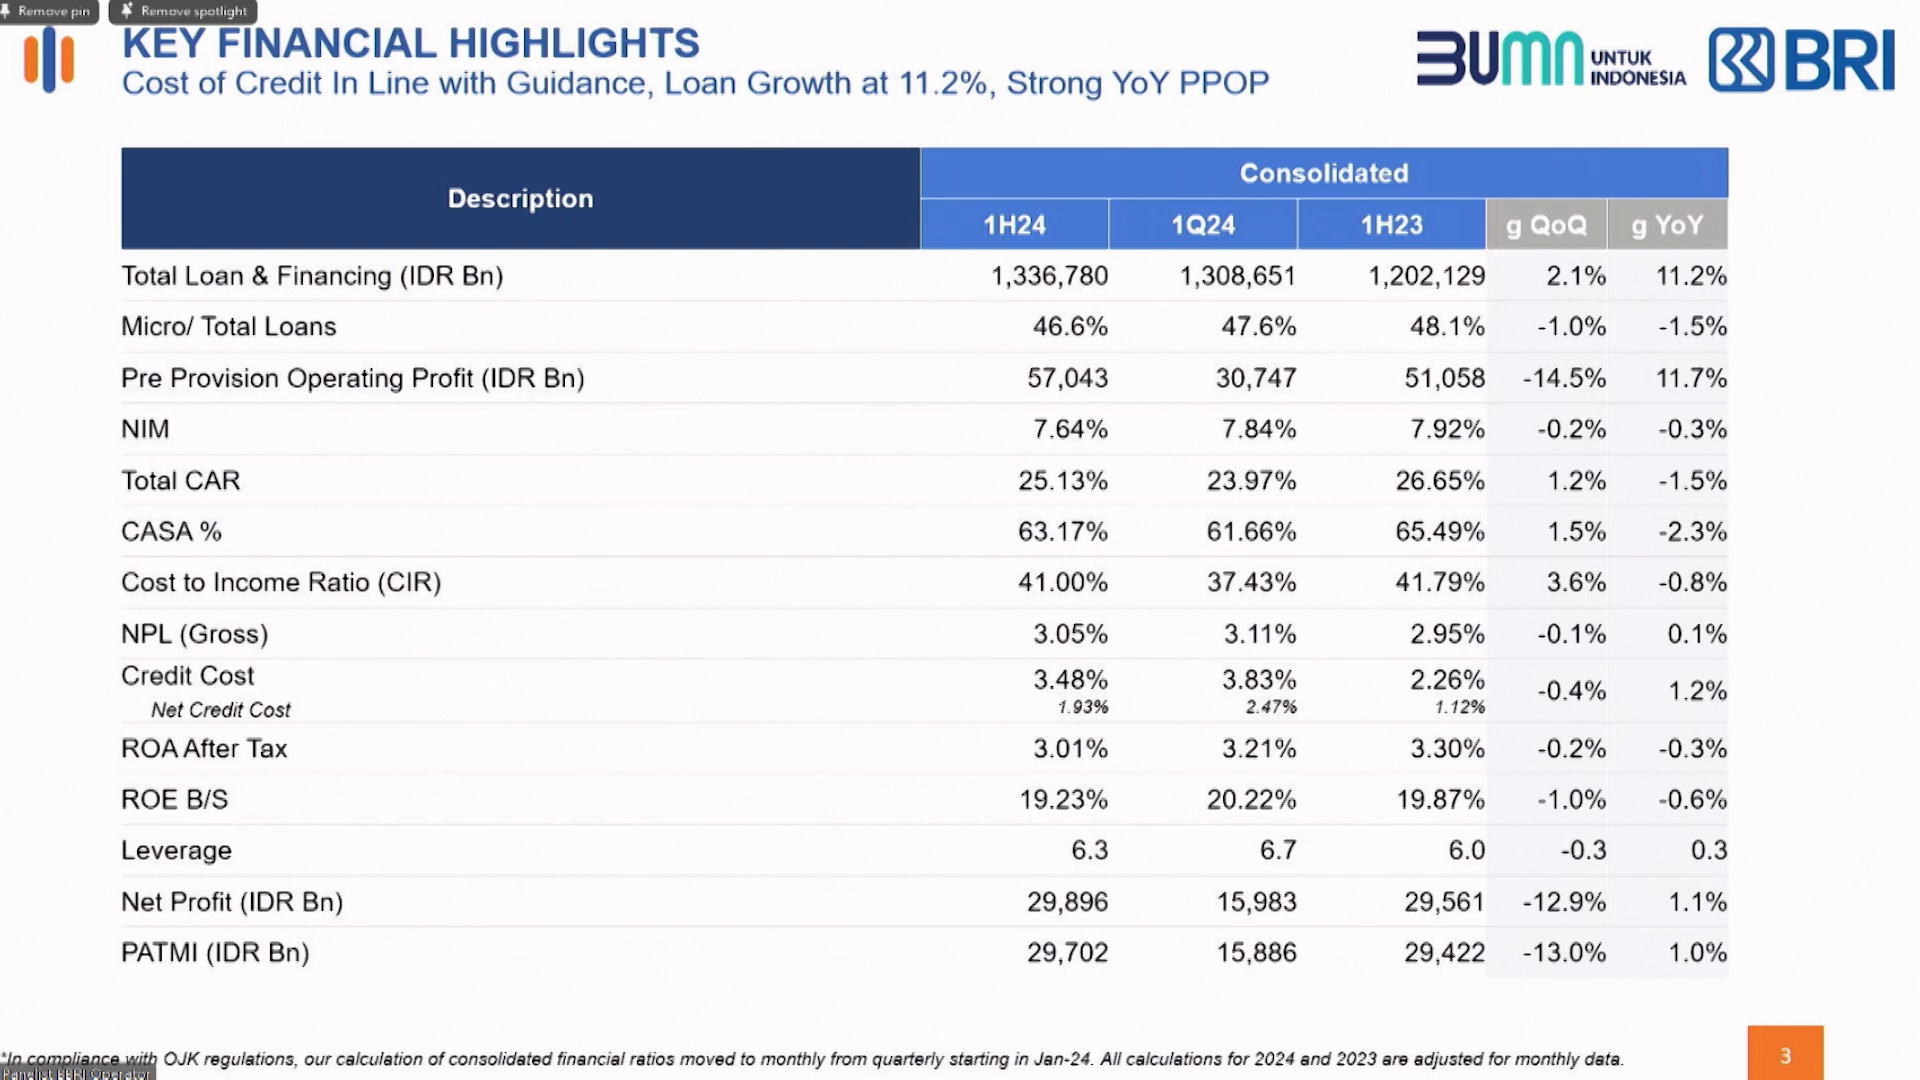 Remove pin Remove spotlight
KEY FINANCIAL HIGHLIGHTS
Cost of Credit In Line with Guidance, Loan Growth at 11.2%, Strong YoY PPOP
BUMN UNTUK INDONESIA BRI
Description Consolidated
1H24 1Q24 1H23 g QoQ g YoY
Total Loan & Financing (IDR Bn) 1,336,780 1,308,651 1,202,129 2.1% 11.2%
Micro/ Total Loans 46.6% 47.6% 48.1% -1.0% -1.5%
Pre Provision Operating Profit (IDR Bn) 57,043 30,747 51,058 -14.5% 11.7%
NIM 7.64% 7.84% 7.92% -0.2% -0.3%
Total CAR 25.13% 23.97% 26.65% 1.2% -1.5%
CASA % 63.17% 61.66% 65.49% 1.5% -2.3%
Cost to Income Ratio (CIR) 41.00% 37.43% 41.79% 3.6% -0.8%
NPL (Gross) 3.05% 3.11% 2.95% -0.1% 0.1%
Credit Cost 3.48% 3.83% 2.26% -0.4% 1.2%
Net Credit Cost 1.93% 2.47% 1.12%
ROA After Tax 3.01% 3.21% 3.30% -0.2% -0.3%
ROE B/S 19.23% 20.22% 19.87% -1.0% -0.6%
Leverage 6.3 6.7 6.0 -0.3 0.3
Net Profit (IDR Bn) 29,896 15,983 29,561 -12.9% 1.1%
PATMI (IDR Bn) 29,702 15,886 29,422 -13.0% 1.0%
*In compliance with OJK regulations, our calculation of consolidated financial ratios moved to monthly from quarterly starting in Jan-24. All calculations for 2024 and 2023 are adjusted for monthly data.
3
Panelist BBRI Operator